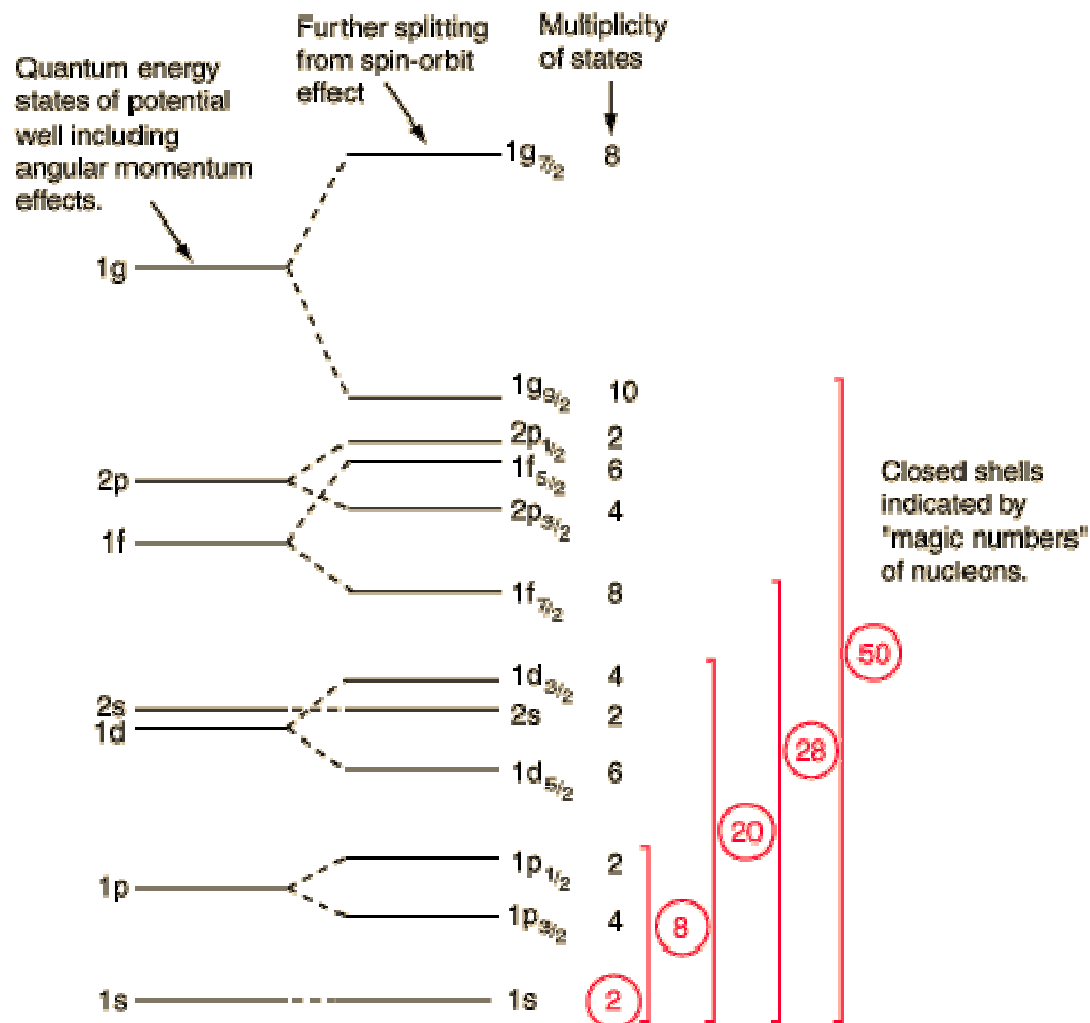 Quantum energy
states of potential
well including
angular momentum
effects.
Further splitting
from spin-orbit
effect
Multiplicity
of states
1g7/2 8
1g
1g9/2 10
2p1/2 2
1f5/2 6
2p
2p3/2 4
1f
1f7/2 8
Closed shells
indicated by
"magic numbers"
of nucleons.
50
1d3/2 4
2s
2s 2
1d
28
1d5/2 6
20
1p1/2 2
1p
1p3/2 4
8
1s
1s
2